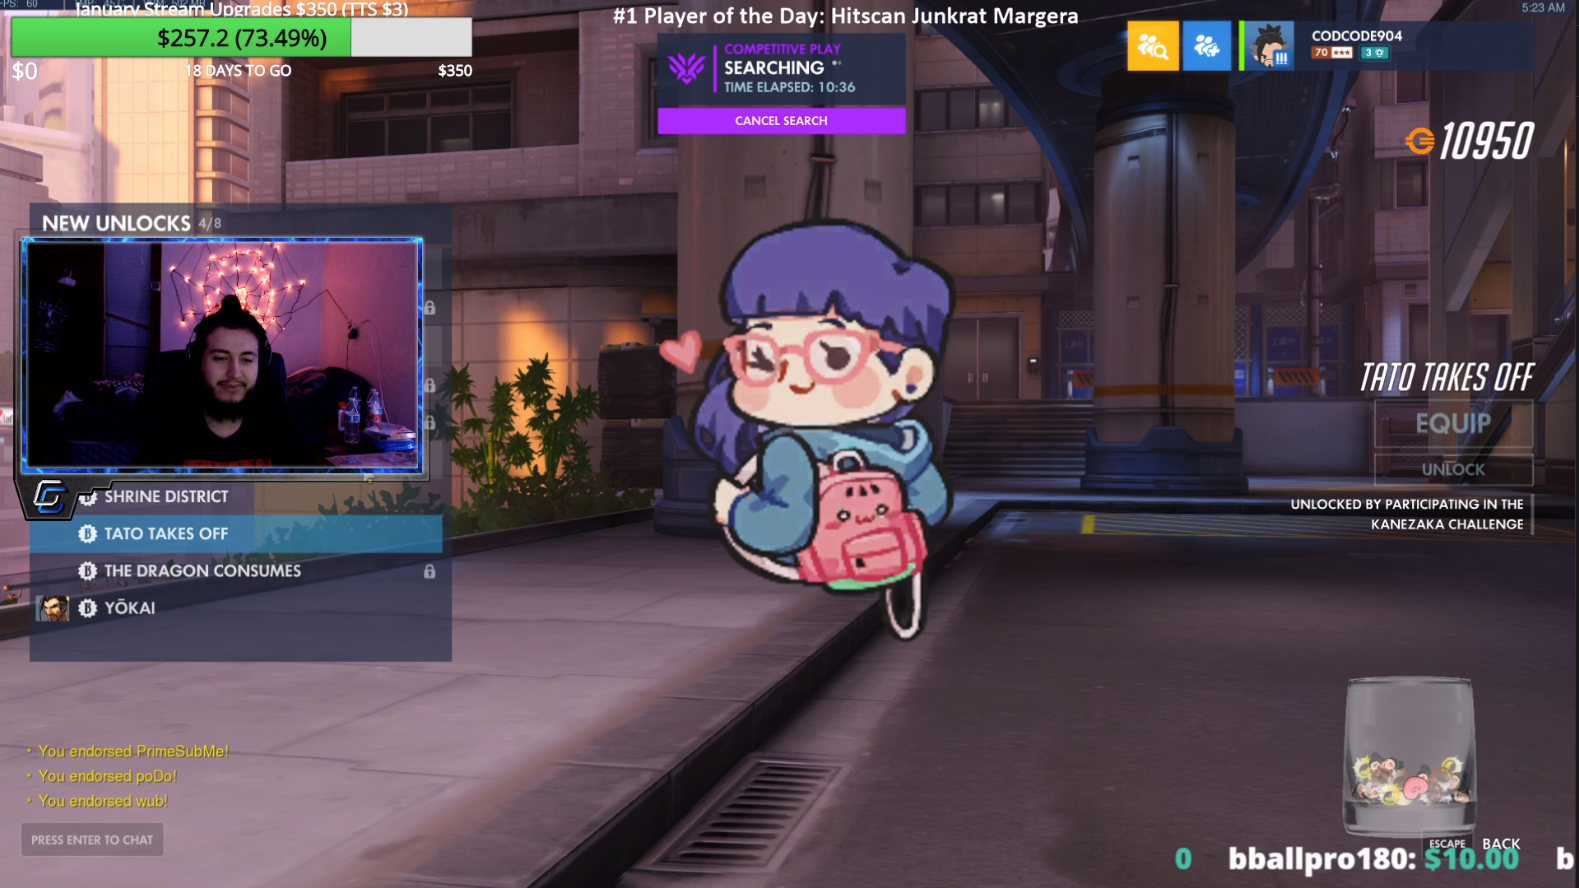 January Stream Upgrades $350 (TTS $3)
#1 Player of the Day: Hitscan Junkrat Margera
5:23 AM
$257.2 (73.49%)
$0
18 DAYS TO GO
$350
COMPETITIVE PLAY
SEARCHING
TIME ELAPSED: 10:36
CANCEL SEARCH
CODCODE904
70
3
10950
NEW UNLOCKS 4/8
SHRINE DISTRICT
TATO TAKES OFF
THE DRAGON CONSUMES
YŌKAI
TATO TAKES OFF
EQUIP
UNLOCK
UNLOCKED BY PARTICIPATING IN THE
KANEZAKA CHALLENGE
• You endorsed PrimeSubMe!
• You endorsed poDo!
• You endorsed wub!
PRESS ENTER TO CHAT
ESCAPE BACK
0 bballpro180: $10.00 b